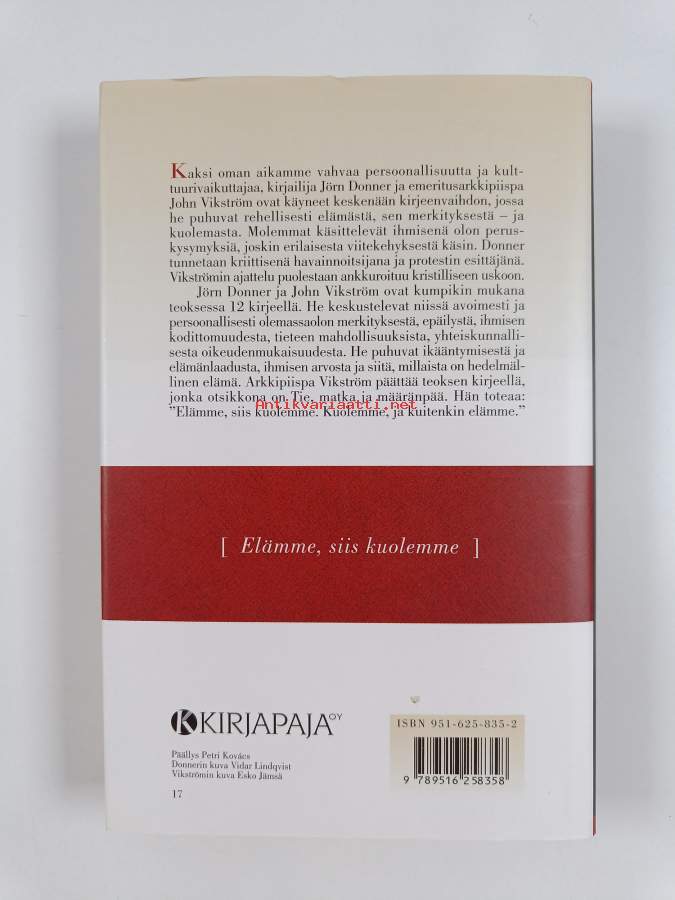 Kaksi oman aikamme vahvaa persoonallisuutta ja kult-
tuurivaikuttajaa, kirjailija Jörn Donner ja emeritusarkkipiispa
John Vikström ovat käyneet keskenään kirjeenvaihdon, jossa
he puhuvat rehellisesti elämästä, sen merkityksestä – ja
kuolemasta. Molemmat käsittelevät ihmisenä olon perus-
kysymyksiä, joskin erilaisesta viitekehyksestä käsin. Donner
tunnetaan kriittisenä havainnoitsijana ja protestin esittäjänä.
Vikströmin ajattelu puolestaan ankkuroituu kristilliseen uskoon.
Jörn Donner ja John Vikström ovat kumpikin mukana
teoksessa 12 kirjeellä. He keskustelevat niissä avoimesti ja
persoonallisesti olemassaolon merkityksestä, epäilystä, ihmisen
kodittomuudesta, tieteen mahdollisuuksista, yhteiskunnalli-
sesta oikeudenmukaisuudesta. He puhuvat ikääntymisestä ja
elämänlaadusta, ihmisen arvosta ja siitä, millaista on hedelmäl-
linen elämä. Arkkipiispa Vikström päättää teoksen kirjeellä,
jonka otsikkona on Tie, matka ja määränpää. Hän toteaa:
Antikvariaatti.net
"Elämme, siis kuolemme. Kuolemme, ja kuitenkin elämme."
[ Elämme, siis kuolemme ]
KIRJAPAJA OY
Päällys Petri Kovács
Donnerin kuva Vidar Lindqvist
Vikströmin kuva Esko Jämsä
17
ISBN 951-625-835-2
9 789516 258358